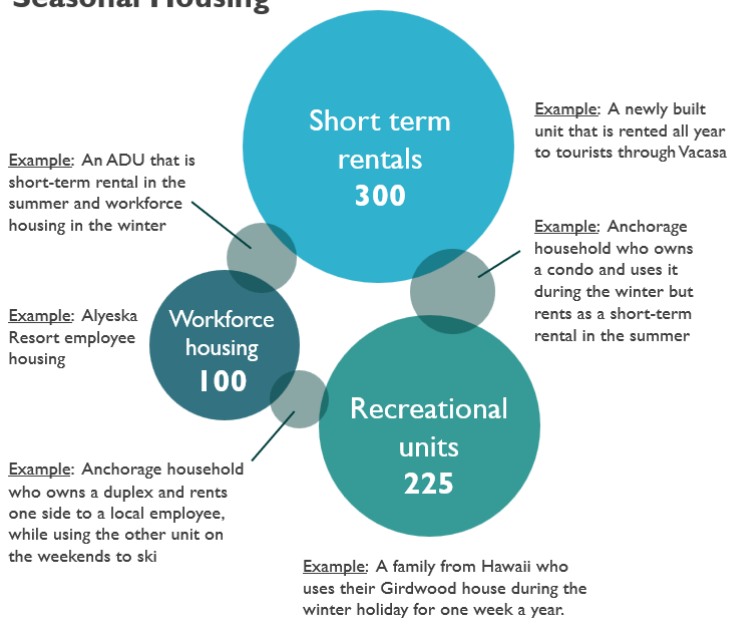 Seasonal Housing
Short term
rentals
300
Example: A newly built
unit that is rented all year
to tourists through Vacasa
Example: An ADU that is
short-term rental in the
summer and workforce
housing in the winter
Example: Anchorage
household who owns
a condo and uses it
during the winter but
rents as a short-term
rental in the summer
Example: Alyeska
Resort employee
housing
Workforce
housing
100
Recreational
units
225
Example: Anchorage household
who owns a duplex and rents
one side to a local employee,
while using the other unit on
the weekends to ski
Example: A family from Hawaii who
uses their Girdwood house during the
winter holiday for one week a year.